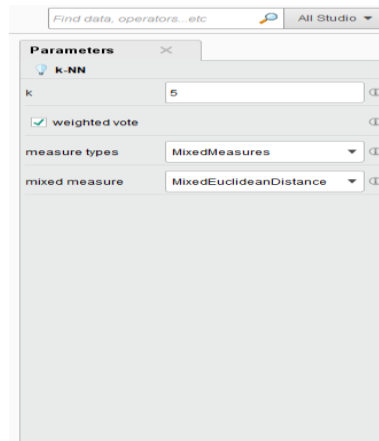 Find data, operators...etc
All Studio
Parameters
k-NN
k
5
weighted vote
measure types
MixedMeasures
mixed measure
MixedEuclideanDistance